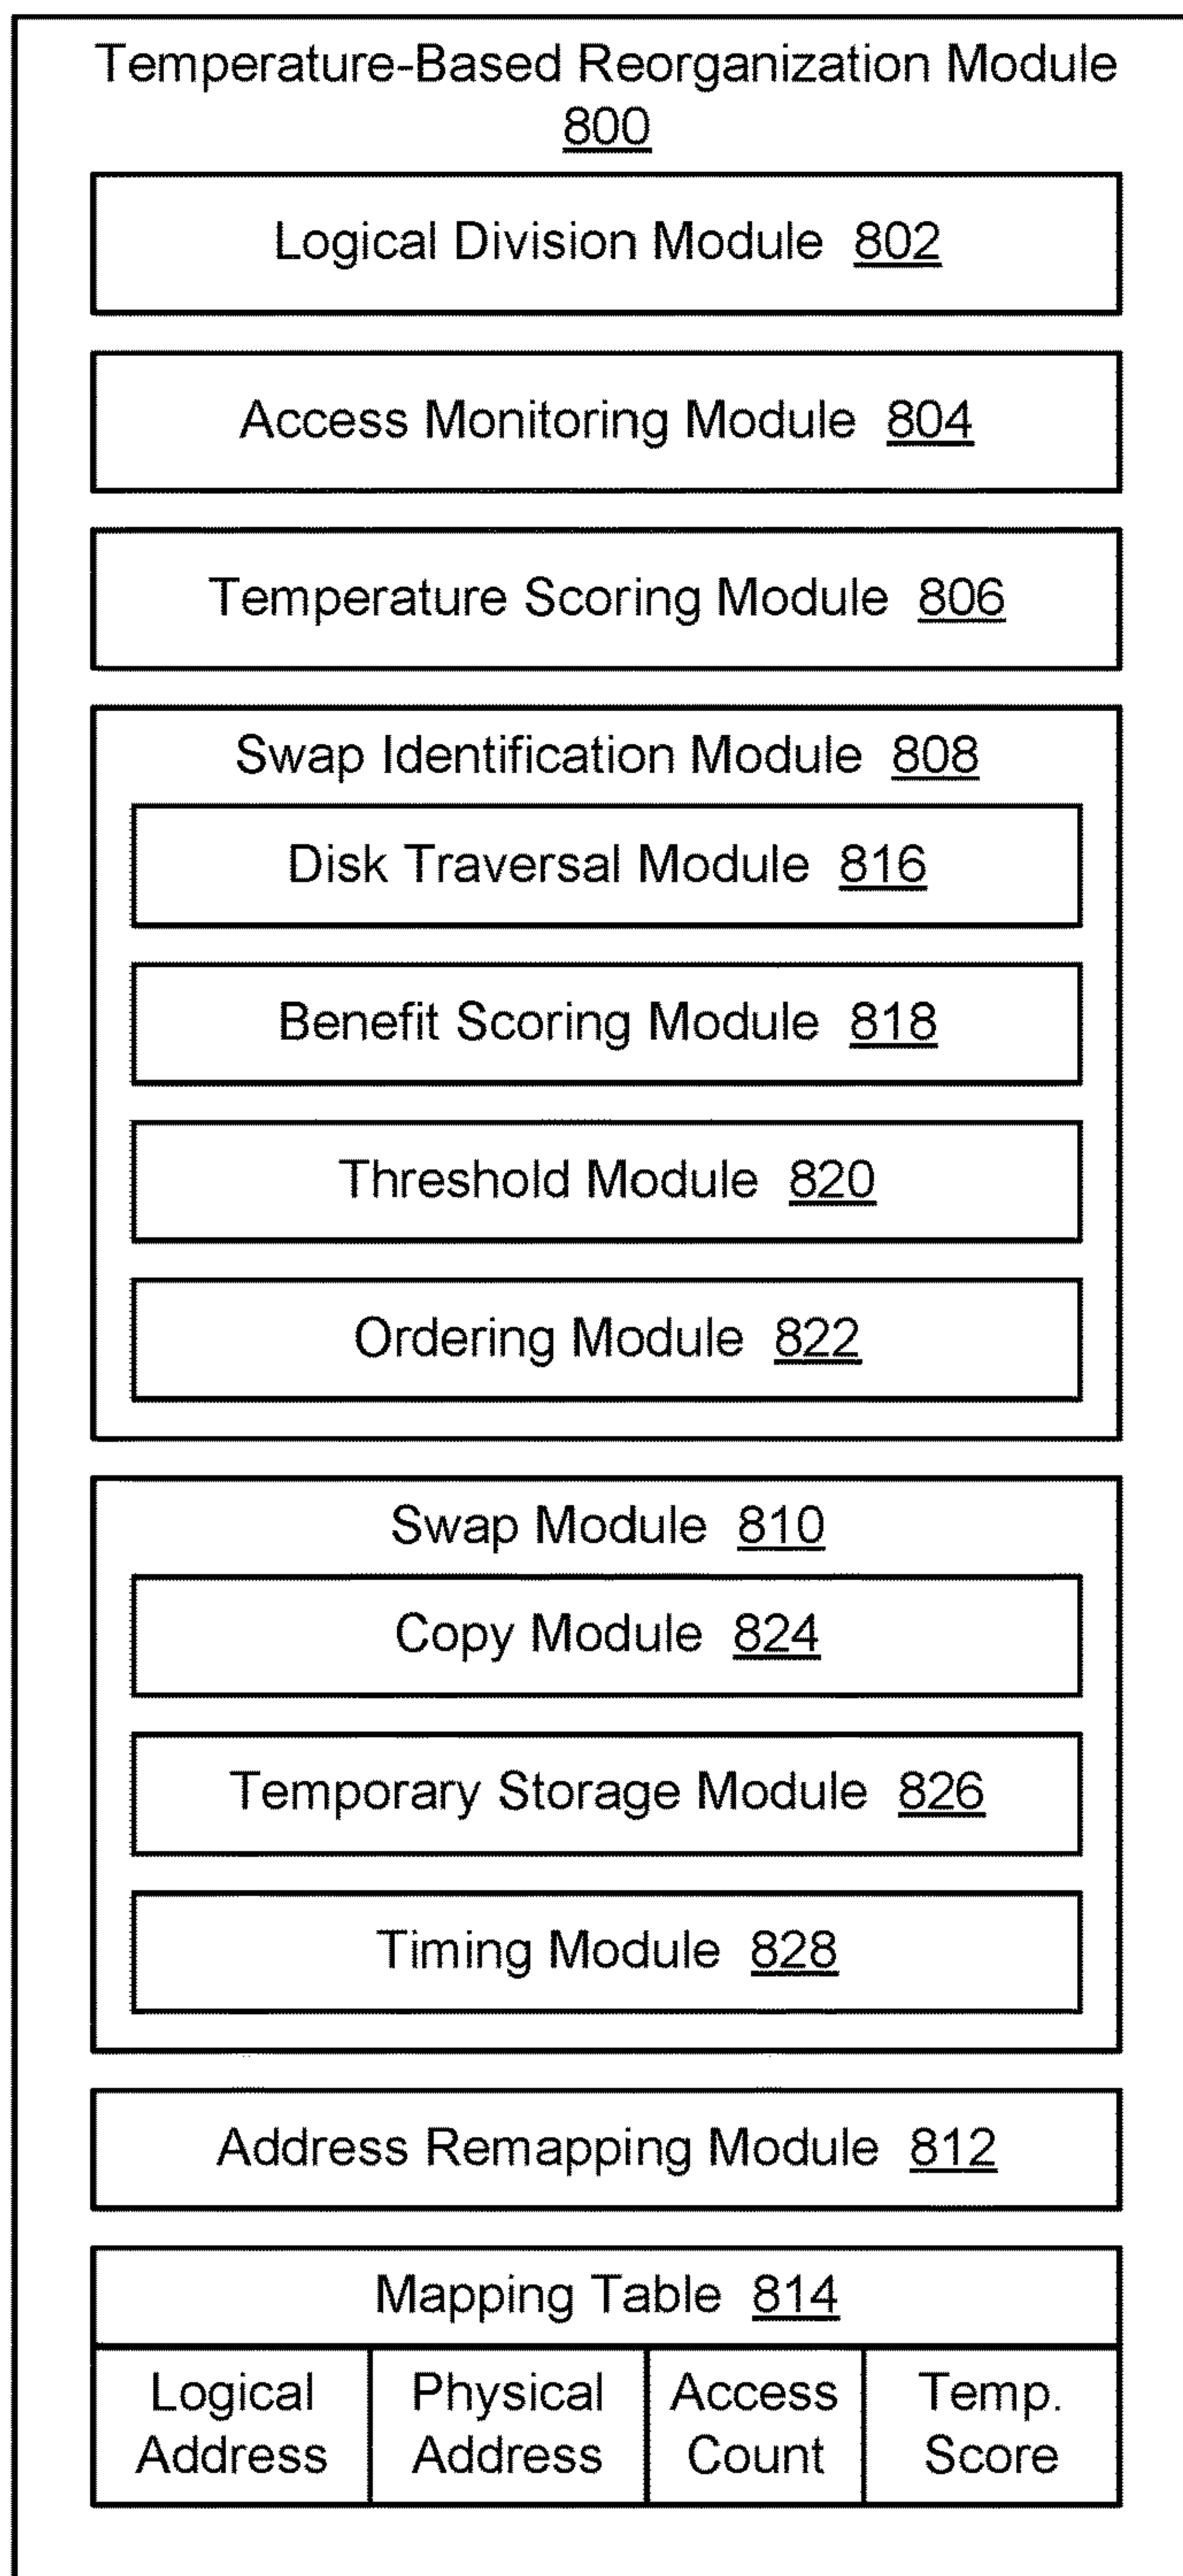 Temperature-Based Reorganization Module
800
Logical Division Module 802
Access Monitoring Module 804
Temperature Scoring Module 806
Swap Identification Module 808
Disk Traversal Module 816
Benefit Scoring Module 818
Threshold Module 820
Ordering Module 822
Swap Module 810
Copy Module 824
Temporary Storage Module 826
Timing Module 828
Address Remapping Module 812
Mapping Table 814
Logical Address
Physical Address
Access Count
Temp. Score